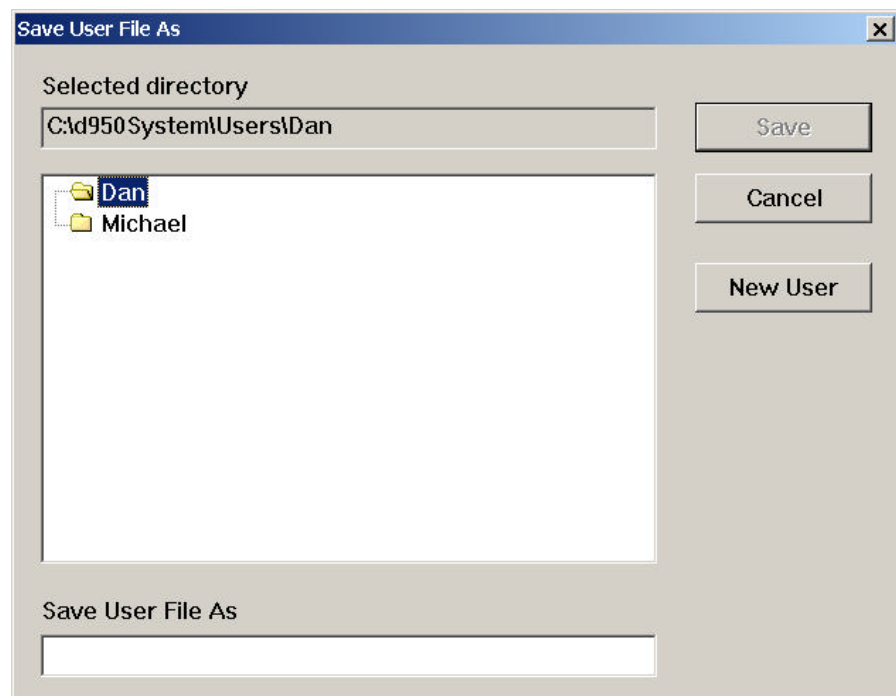 Save User File As
Selected directory
C:\d950System\Users\Dan
Save
Dan
Cancel
Michael
New User
Save User File As